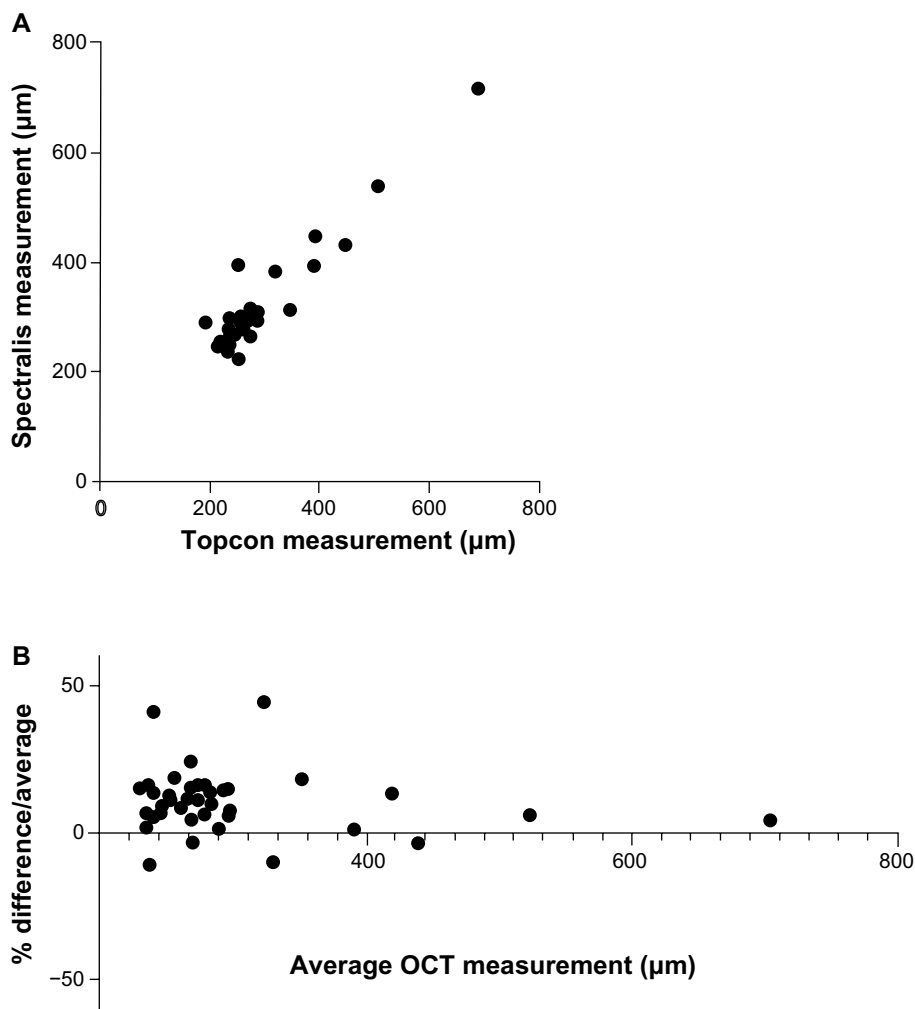 A
800
600
400
200
0
0
200
400
600
800
Spectralis measurement (µm)
Topcon measurement (µm)
B
50
0
−50
400
600
800
% difference/average
Average OCT measurement (µm)